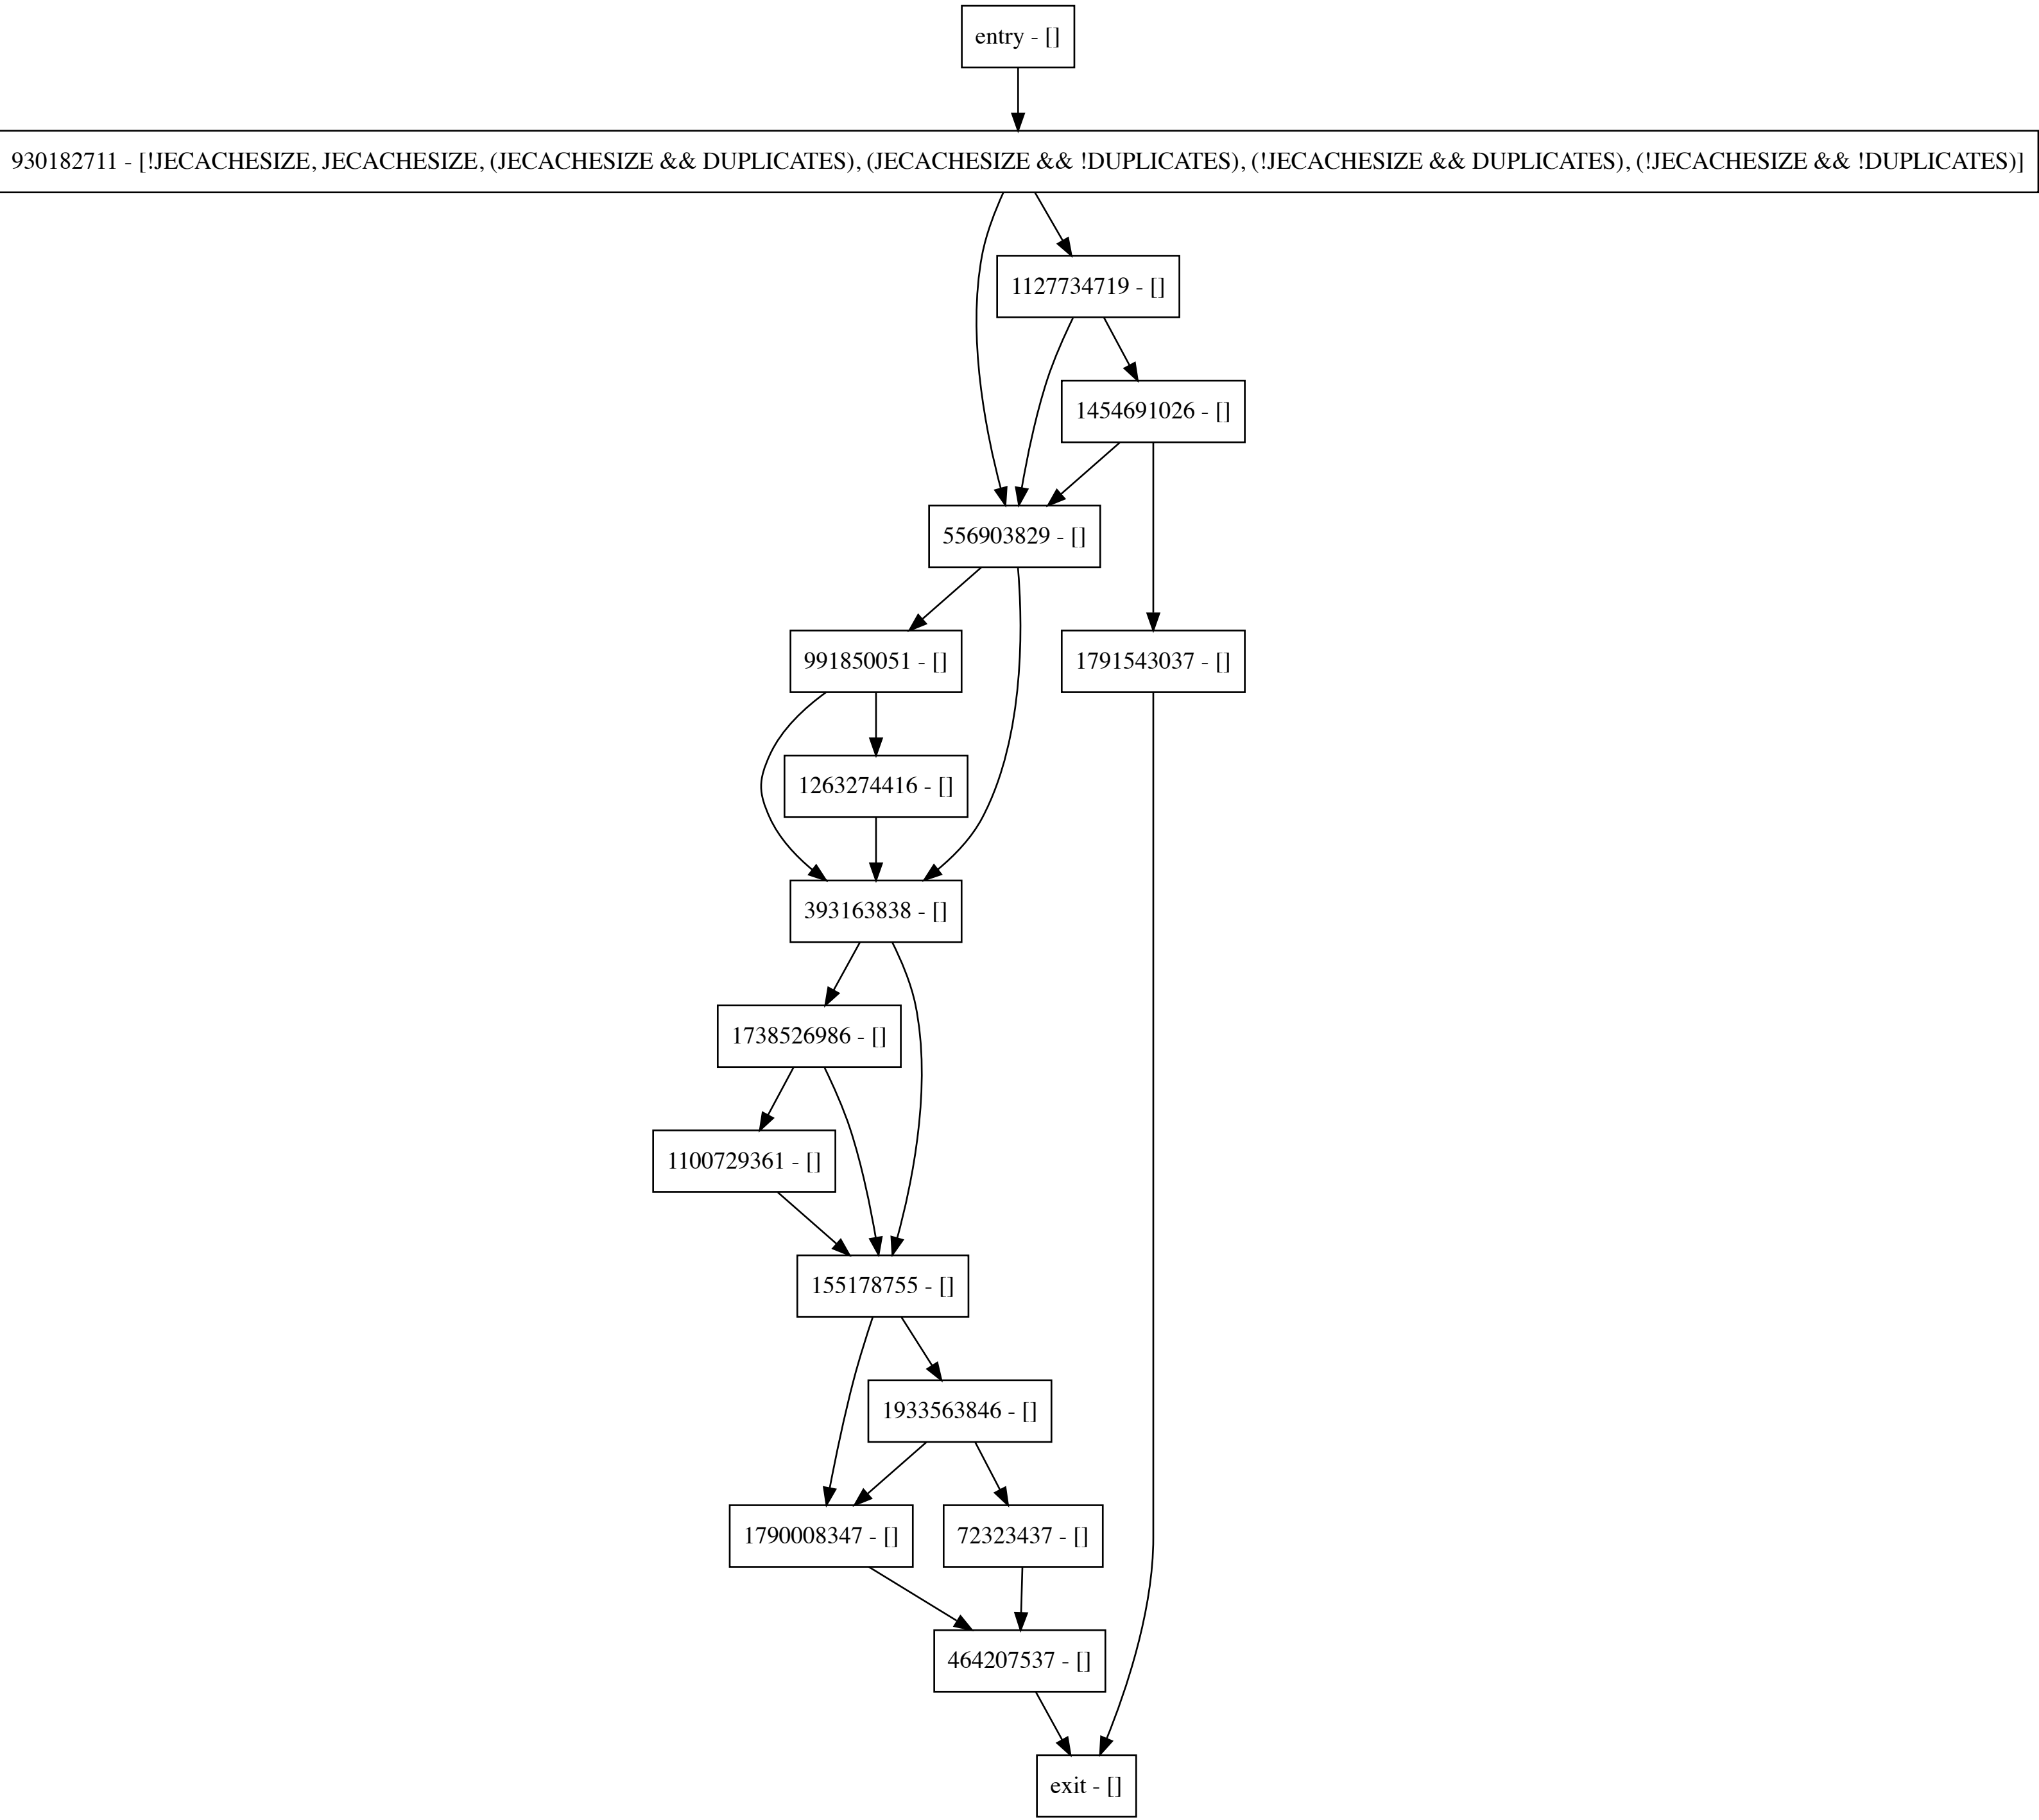 entry - []
930182711 - [!JECACHESIZE, JECACHESIZE, (JECACHESIZE && DUPLICATES), (JECACHESIZE && !DUPLICATES), (!JECACHESIZE && DUPLICATES), (!JECACHESIZE && !DUPLICATES)]
1127734719 - []
1454691026 - []
556903829 - []
991850051 - []
1791543037 - []
1263274416 - []
393163838 - []
1738526986 - []
1100729361 - []
155178755 - []
1933563846 - []
1790008347 - []
72323437 - []
464207537 - []
exit - []